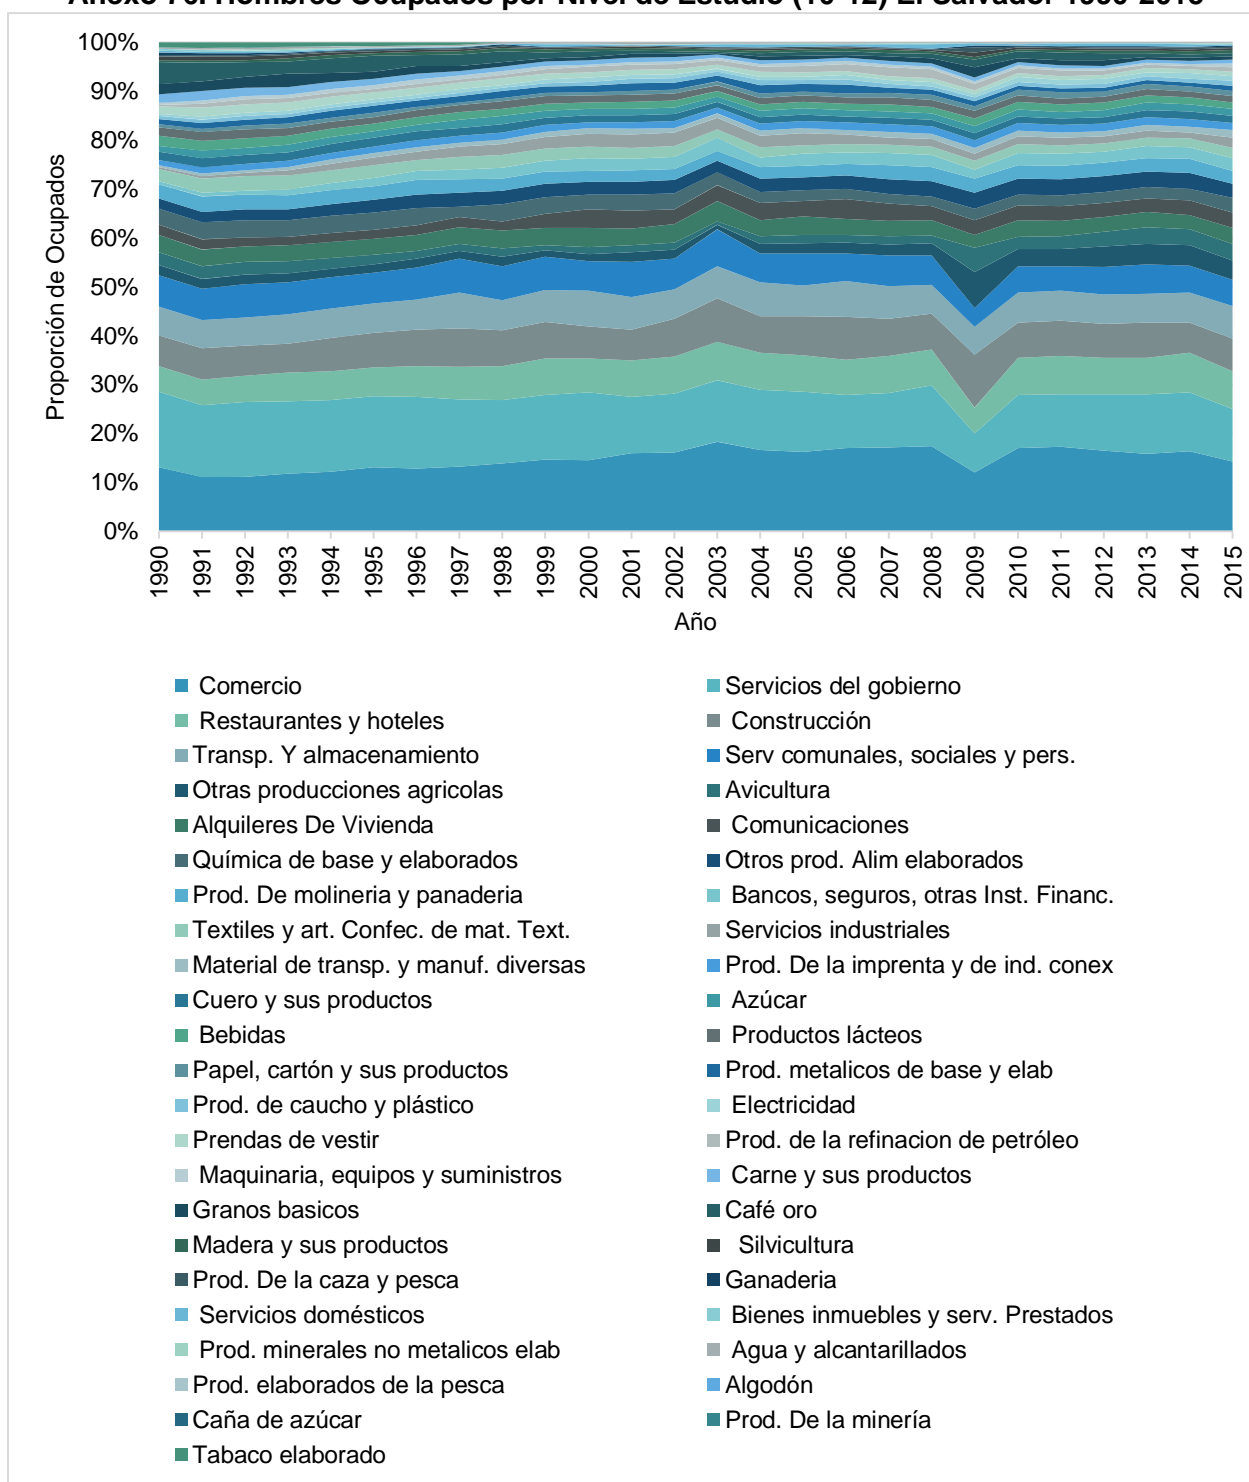 100%
90%
80%
70%
60%
50%
40%
30%
20%
10%
0%
Proporción de Ocupados
1990 1991 1992 1993 1994 1995 1996 1997 1998 1999 2000 2001 2002 2003 2004 2005 2006 2007 2008 2009 2010 2011 2012 2013 2014 2015
Año
Comercio
Servicios del gobierno
Restaurantes y hoteles
Construcción
Transp. Y almacenamiento
Serv comunales, sociales y pers.
Otras producciones agricolas
Avicultura
Alquileres De Vivienda
Comunicaciones
Química de base y elaborados
Otros prod. Alim elaborados
Prod. De molineria y panaderia
Bancos, seguros, otras Inst. Financ.
Textiles y art. Confec. de mat. Text.
Servicios industriales
Material de transp. y manuf. diversas
Prod. De la imprenta y de ind. conex
Cuero y sus productos
Azúcar
Bebidas
Productos lácteos
Papel, cartón y sus productos
Prod. metalicos de base y elab
Prod. de caucho y plástico
Electricidad
Prendas de vestir
Prod. de la refinacion de petróleo
Maquinaria, equipos y suministros
Carne y sus productos
Granos basicos
Café oro
Madera y sus productos
Silvicultura
Prod. De la caza y pesca
Ganaderia
Servicios domésticos
Bienes inmuebles y serv. Prestados
Prod. minerales no metalicos elab
Agua y alcantarillados
Prod. elaborados de la pesca
Algodón
Caña de azúcar
Prod. De la minería
Tabaco elaborado